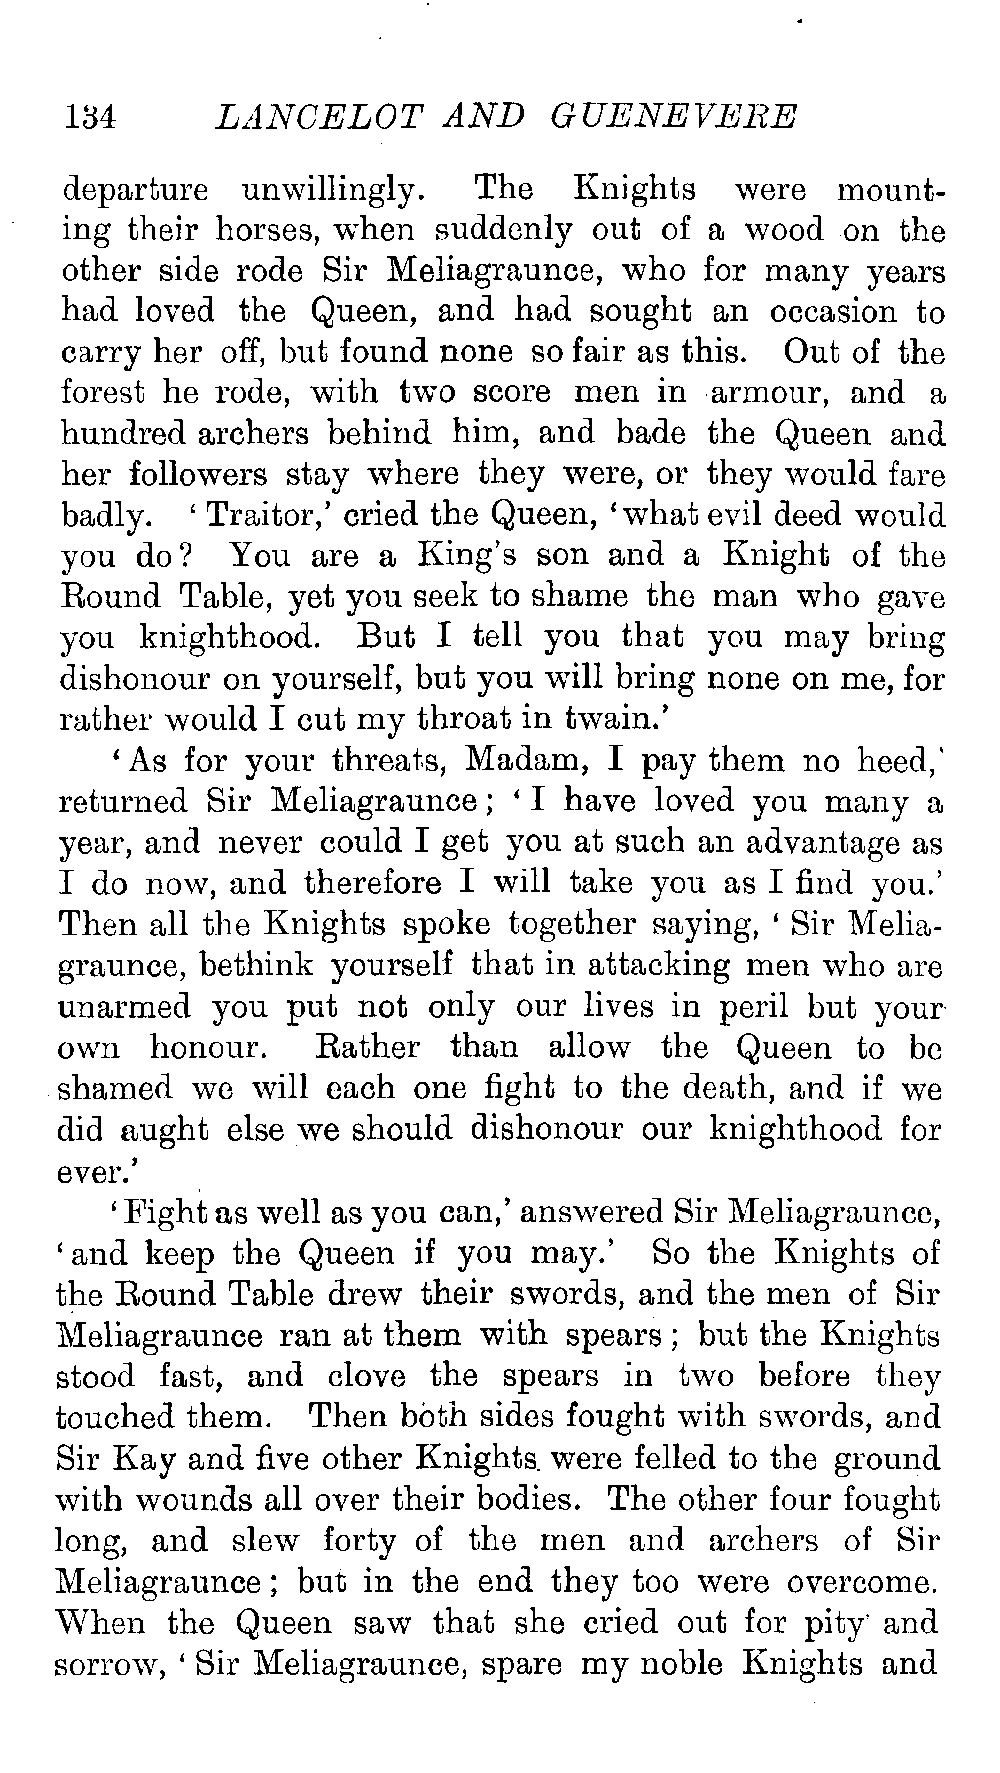 134 LANCELOT AND GUENEVERE
departure unwillingly. The Knights were mount-
ing their horses, when suddenly out of a wood on the
other side rode Sir Meliagraunce, who for many years
had loved the Queen, and had sought an occasion to
carry her off, but found none so fair as this. Out of the
forest he rode, with two score men in armour, and a
hundred archers behind him, and bade the Queen and
her followers stay where they were, or they would fare
badly. ‘Traitor,’ cried the Queen, ‘what evil deed would
you do? You are a King’s son and a Knight of the
Round Table, yet you seek to shame the man who gave
you knighthood. But I tell you that you may bring
dishonour on yourself, but you will bring none on me, for
rather would I cut my throat in twain.’
‘As for your threats, Madam, I pay them no heed,’
returned Sir Meliagraunce; ‘I have loved you many a
year, and never could I get you at such an advantage as
I do now, and therefore I will take you as I find you.’
Then all the Knights spoke together saying, ‘Sir Melia-
graunce, bethink yourself that in attacking men who are
unarmed you put not only our lives in peril but your
own honour. Rather than allow the Queen to be
shamed we will each one fight to the death, and if we
did aught else we should dishonour our knighthood for
ever.’
‘Fight as well as you can,’ answered Sir Meliagraunce,
‘and keep the Queen if you may.’ So the Knights of
the Round Table drew their swords, and the men of Sir
Meliagraunce ran at them with spears; but the Knights
stood fast, and clove the spears in two before they
touched them. Then both sides fought with swords, and
Sir Kay and five other Knights were felled to the ground
with wounds all over their bodies. The other four fought
long, and slew forty of the men and archers of Sir
Meliagraunce; but in the end they too were overcome.
When the Queen saw that she cried out for pity and
sorrow, ‘Sir Meliagraunce, spare my noble Knights and